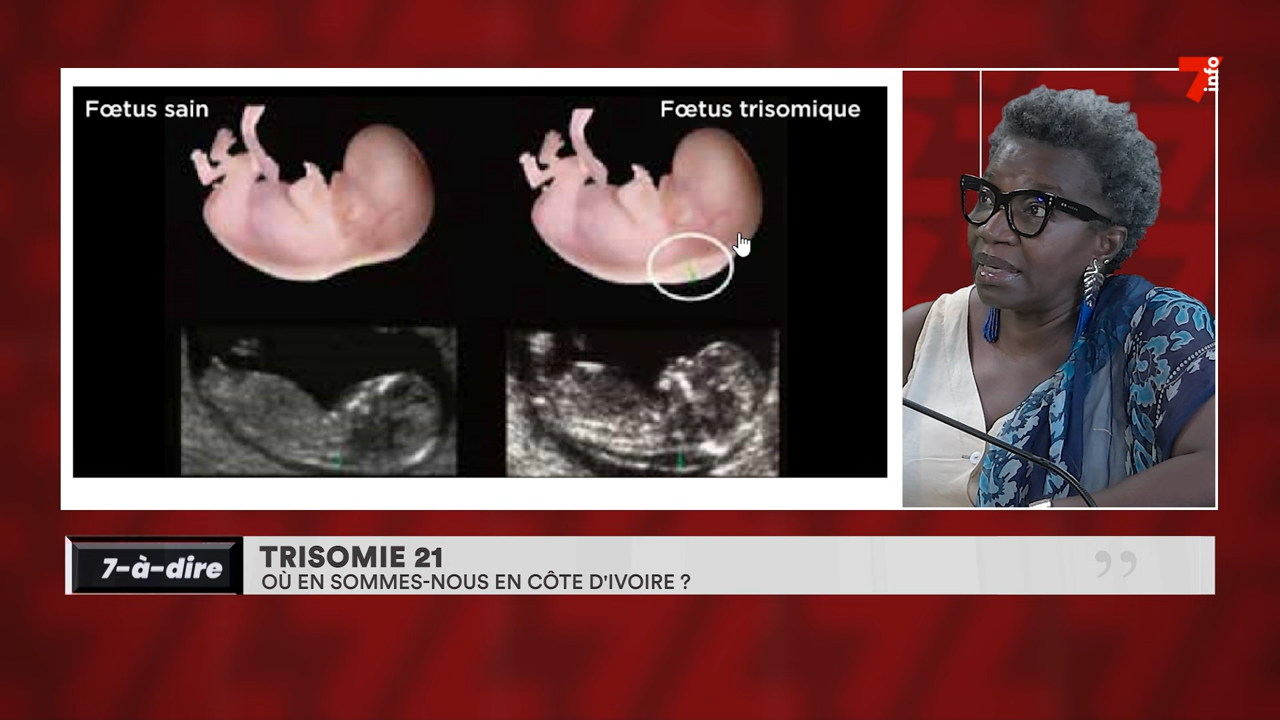 Fœtus sain
Fœtus trisomique
7 info
7-à-dire
TRISOMIE 21
OÙ EN SOMMES-NOUS EN CÔTE D'IVOIRE ?